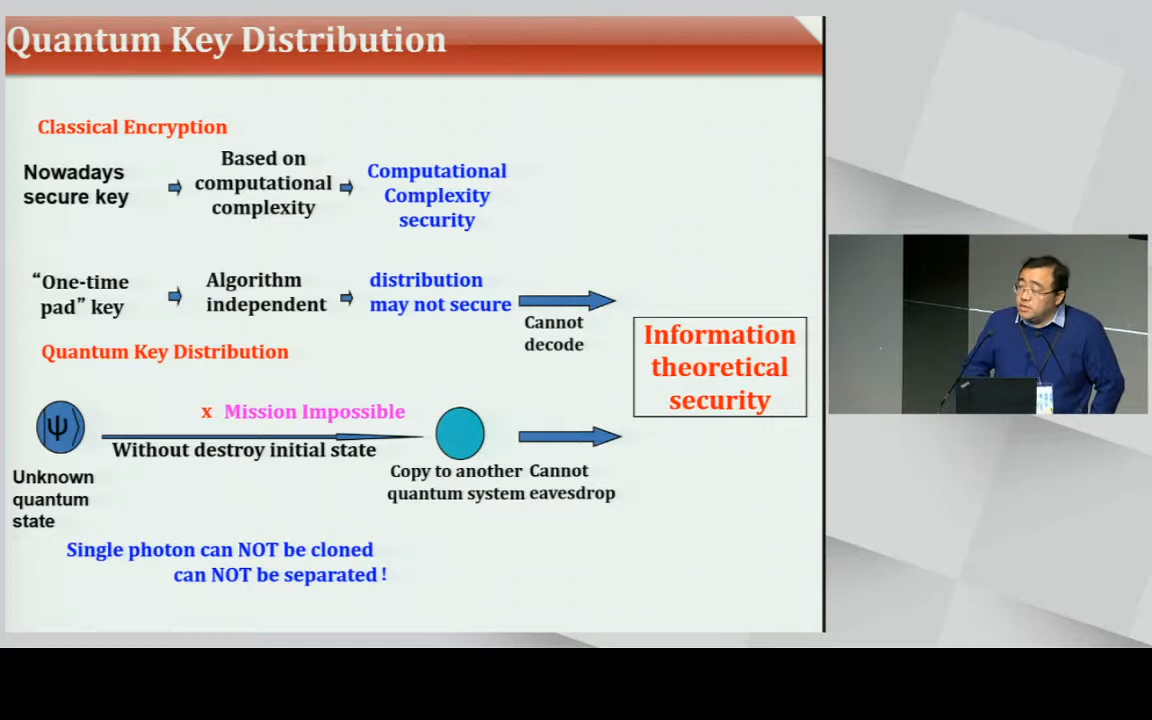 Quantum Key Distribution
Classical Encryption
Nowadays
secure key
Based on
computational
complexity
Computational
Complexity
security
“One-time
pad” key
Algorithm
independent
distribution
may not secure
Cannot
decode
Information
theoretical
security
Quantum Key Distribution
|Ψ⟩
x Mission Impossible
Without destroy initial state
Unknown
quantum
state
Copy to another
quantum system
Cannot
eavesdrop
Single photon can NOT be cloned
can NOT be separated!